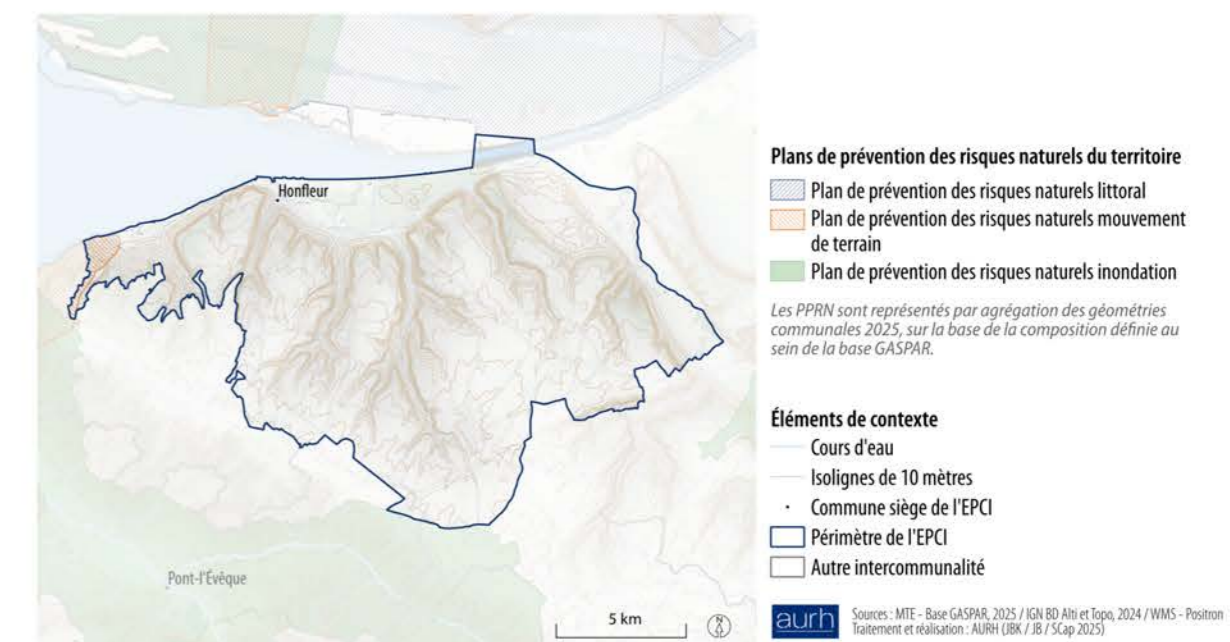 Honfleur
Pont-l'Évêque
5 km
N
Plans de prévention des risques naturels du territoire
Plan de prévention des risques naturels littoral
Plan de prévention des risques naturels mouvement
de terrain
Plan de prévention des risques naturels inondation
Les PPRN sont représentés par agrégation des géométries
communales 2025, sur la base de la composition définie au
sein de la base GASPAR.
Éléments de contexte
Cours d'eau
Isolignes de 10 mètres
Commune siège de l'EPCI
Périmètre de l'EPCI
Autre intercommunalité
aurh
Sources : MTE - Base GASPAR, 2025 / IGN BD Alti et Topo, 2024 / WMS - Positron
Traitement et réalisation : AURH (JBK / JB / SCap 2025)